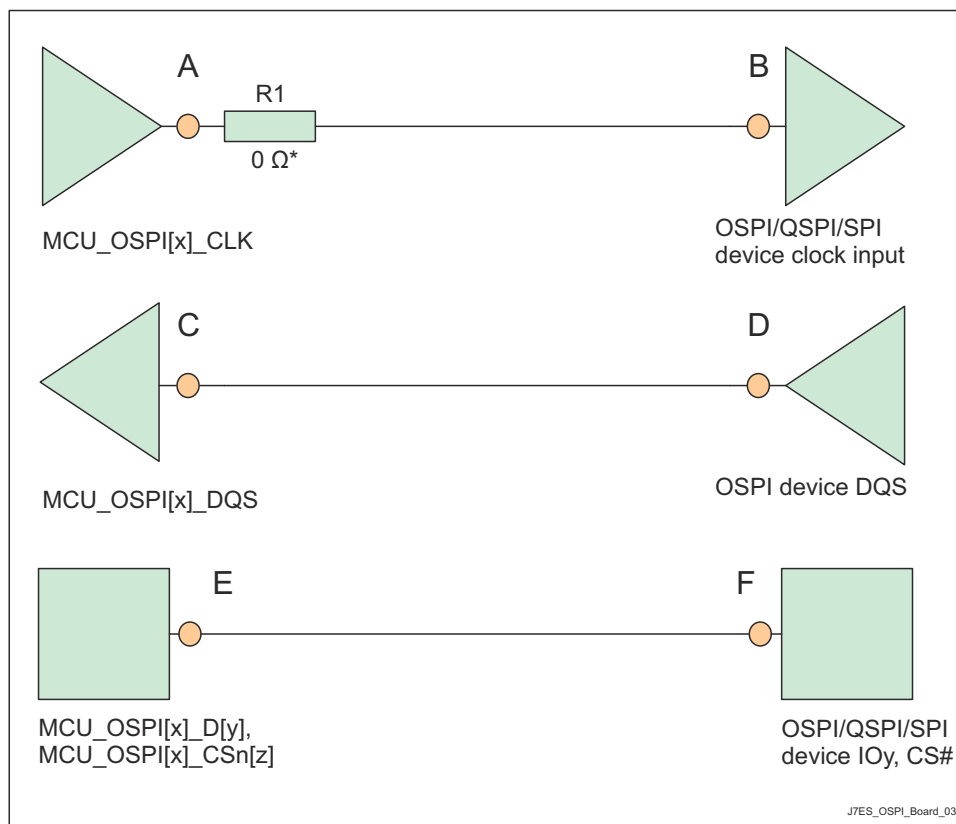 A
B
R1
0 Ω*
MCU_OSPI[x]_CLK
OSPI/QSPI/SPI
device clock input
C
D
MCU_OSPI[x]_DQS
OSPI device DQS
E
F
MCU_OSPI[x]_D[y],
MCU_OSPI[x]_CSn[z]
OSPI/QSPI/SPI
device IOy, CS#
J7ES_OSPI_Board_03